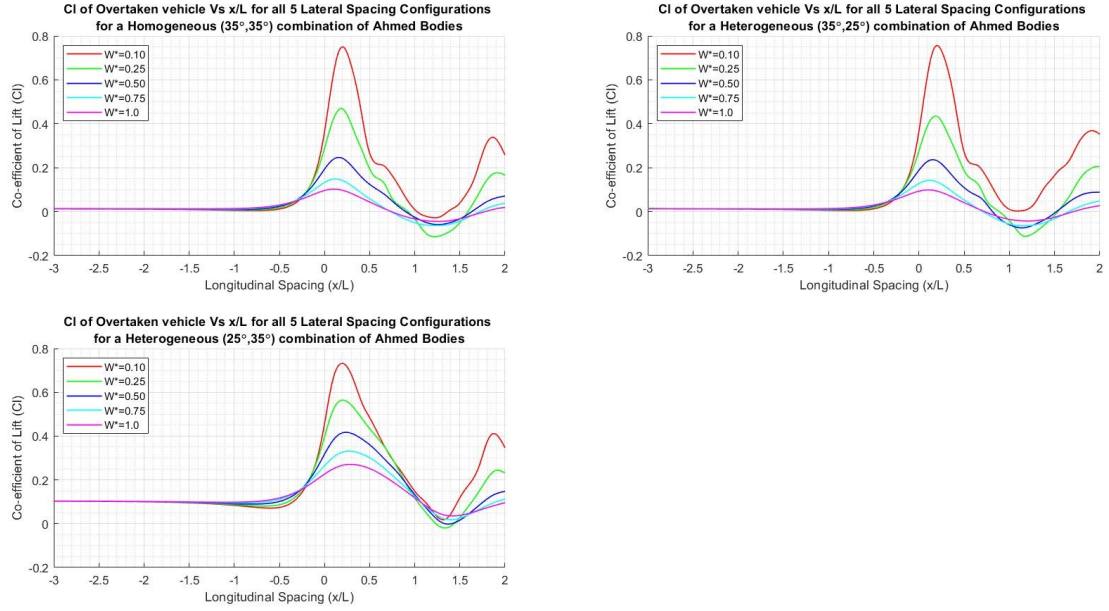 Cl of Overtaken vehicle Vs x/L for all 5 Lateral Spacing Configurations
for a Homogeneous (35°,35°) combination of Ahmed Bodies
0.8
0.6
0.4
0.2
0
-0.2
Co-efficient of Lift (Cl)
W*=0.10
W*=0.25
W*=0.50
W*=0.75
W*=1.0
-3 -2.5 -2 -1.5 -1 -0.5 0 0.5 1 1.5 2
Longitudinal Spacing (x/L)
Cl of Overtaken vehicle Vs x/L for all 5 Lateral Spacing Configurations
for a Heterogeneous (35°,25°) combination of Ahmed Bodies
0.8
0.6
0.4
0.2
0
-0.2
Co-efficient of Lift (Cl)
W*=0.10
W*=0.25
W*=0.50
W*=0.75
W*=1.0
-3 -2.5 -2 -1.5 -1 -0.5 0 0.5 1 1.5 2
Longitudinal Spacing (x/L)
Cl of Overtaken vehicle Vs x/L for all 5 Lateral Spacing Configurations
for a Heterogeneous (25°,35°) combination of Ahmed Bodies
0.8
0.6
0.4
0.2
0
-0.2
Co-efficient of Lift (Cl)
W*=0.10
W*=0.25
W*=0.50
W*=0.75
W*=1.0
-3 -2.5 -2 -1.5 -1 -0.5 0 0.5 1 1.5 2
Longitudinal Spacing (x/L)